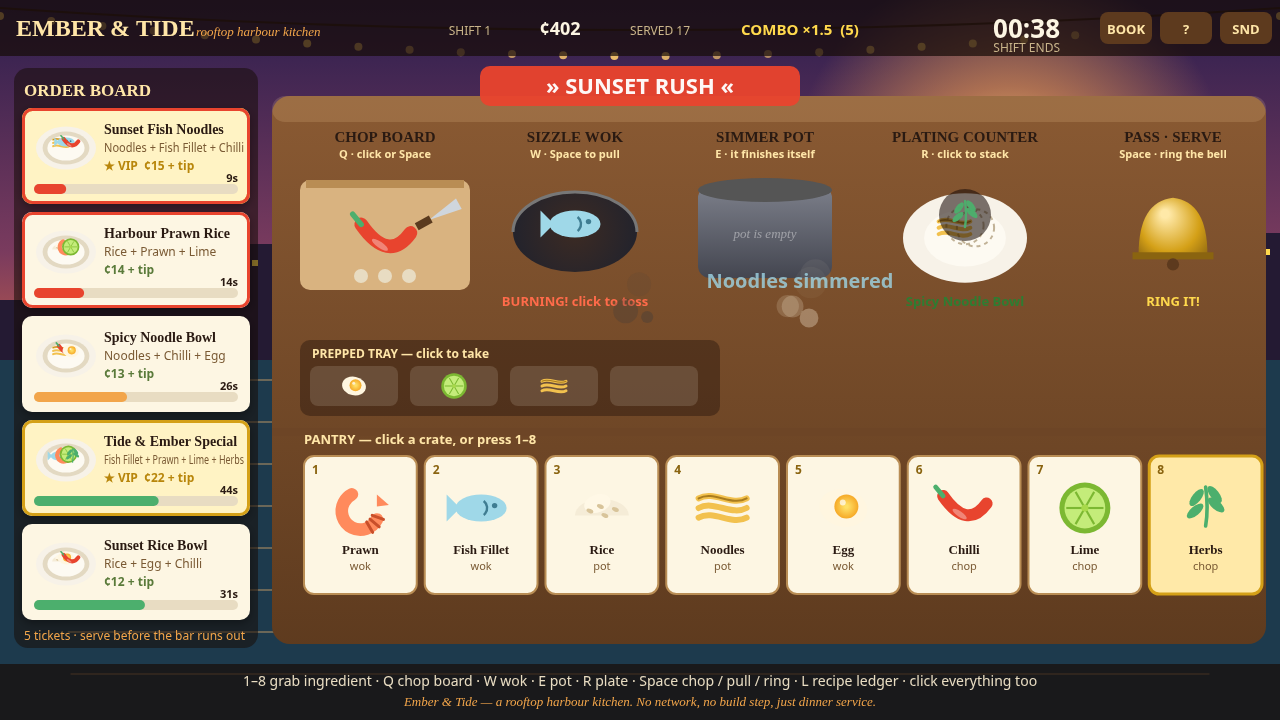 EMBER & TIDE rooftop harbour kitchen
SHIFT 1
¢402
SERVED 17
COMBO ×1.5 (5)
00:38
SHIFT ENDS
BOOK
?
SND
» SUNSET RUSH «
ORDER BOARD
Sunset Fish Noodles
Noodles + Fish Fillet + Chilli
★ VIP ¢15 + tip
9s
Harbour Prawn Rice
Rice + Prawn + Lime
¢14 + tip
14s
Spicy Noodle Bowl
Noodles + Chilli + Egg
¢13 + tip
26s
Tide & Ember Special
Fish Fillet + Prawn + Lime + Herbs
★ VIP ¢22 + tip
44s
Sunset Rice Bowl
Rice + Egg + Chilli
¢12 + tip
31s
5 tickets · serve before the bar runs out
CHOP BOARD
Q · click or Space
SIZZLE WOK
W · Space to pull
SIMMER POT
E · it finishes itself
PLATING COUNTER
R · click to stack
PASS · SERVE
Space · ring the bell
pot is empty
Noodles simmered
BURNING! click to toss
Spicy Noodle Bowl
RING IT!
PREPPED TRAY — click to take
PANTRY — click a crate, or press 1–8
1
Prawn
wok
2
Fish Fillet
wok
3
Rice
pot
4
Noodles
pot
5
Egg
wok
6
Chilli
chop
7
Lime
chop
8
Herbs
chop
1–8 grab ingredient · Q chop board · W wok · E pot · R plate · Space chop / pull / ring · L recipe ledger · click everything too
Ember & Tide — a rooftop harbour kitchen. No network, no build step, just dinner service.